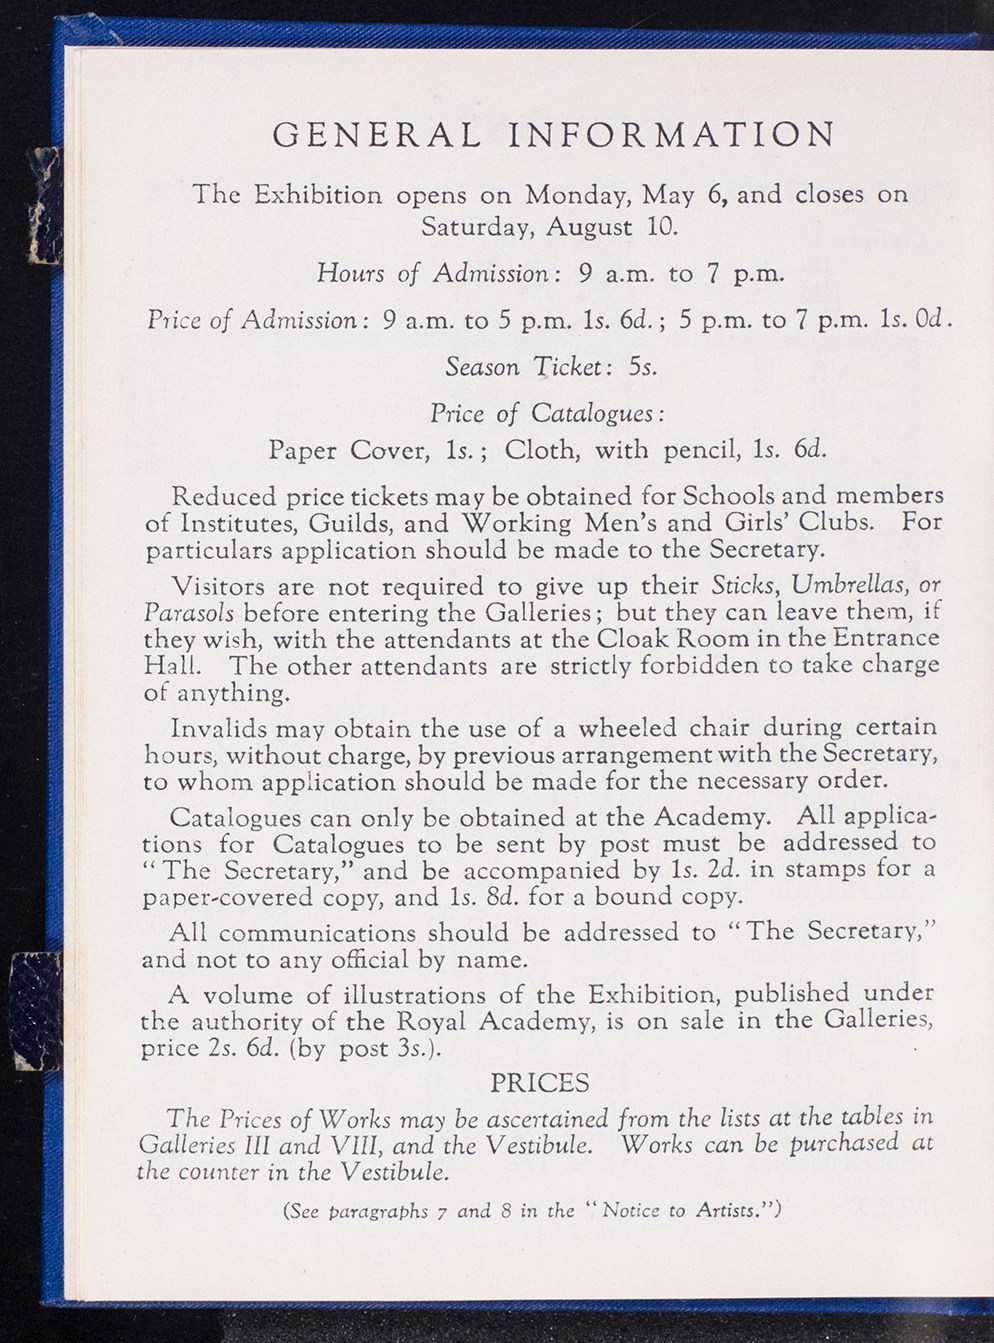 GENERAL INFORMATION
The Exhibition opens on Monday, May 6, and closes on
Saturday, August 10.
Hours of Admission: 9 a.m. to 7 p.m.
Price of Admission: 9 a.m. to 5 p.m. 1s. 6d.; 5 p.m. to 7 p.m. 1s. 0d.
Season Ticket: 5s.
Price of Catalogues:
Paper Cover, 1s.; Cloth, with pencil, 1s. 6d.
Reduced price tickets may be obtained for Schools and members
of Institutes, Guilds, and Working Men's and Girls' Clubs. For
particulars application should be made to the Secretary.
Visitors are not required to give up their Sticks, Umbrellas, or
Parasols before entering the Galleries; but they can leave them, if
they wish, with the attendants at the Cloak Room in the Entrance
Hall. The other attendants are strictly forbidden to take charge
of anything.
Invalids may obtain the use of a wheeled chair during certain
hours, without charge, by previous arrangement with the Secretary,
to whom application should be made for the necessary order.
Catalogues can only be obtained at the Academy. All applica-
tions for Catalogues to be sent by post must be addressed to
"The Secretary," and be accompanied by 1s. 2d. in stamps for a
paper-covered copy, and 1s. 8d. for a bound copy.
All communications should be addressed to "The Secretary,"
and not to any official by name.
A volume of illustrations of the Exhibition, published under
the authority of the Royal Academy, is on sale in the Galleries,
price 2s. 6d. (by post 3s.).
PRICES
The Prices of Works may be ascertained from the lists at the tables in
Galleries III and VIII, and the Vestibule. Works can be purchased at
the counter in the Vestibule.
(See paragraphs 7 and 8 in the "Notice to Artists.")